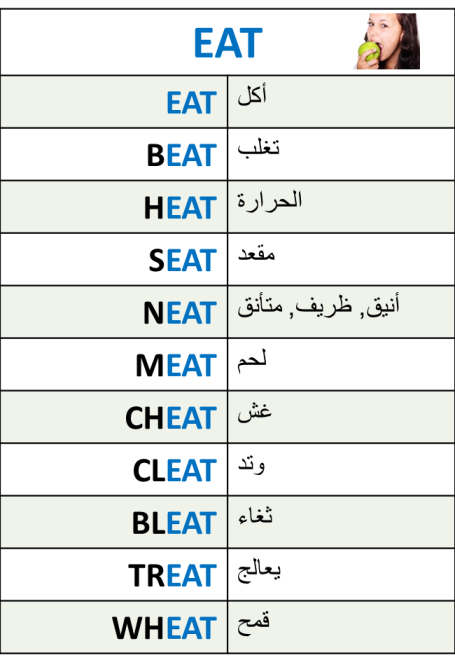 EAT
EAT أكل
BEAT تغلب
HEAT الحرارة
SEAT مقعد
NEAT أنيق, ظريف, متأنق
MEAT لحم
CHEAT غش
CLEAT وتد
BLEAT ثغاء
TREAT يعالج
WHEAT قمح